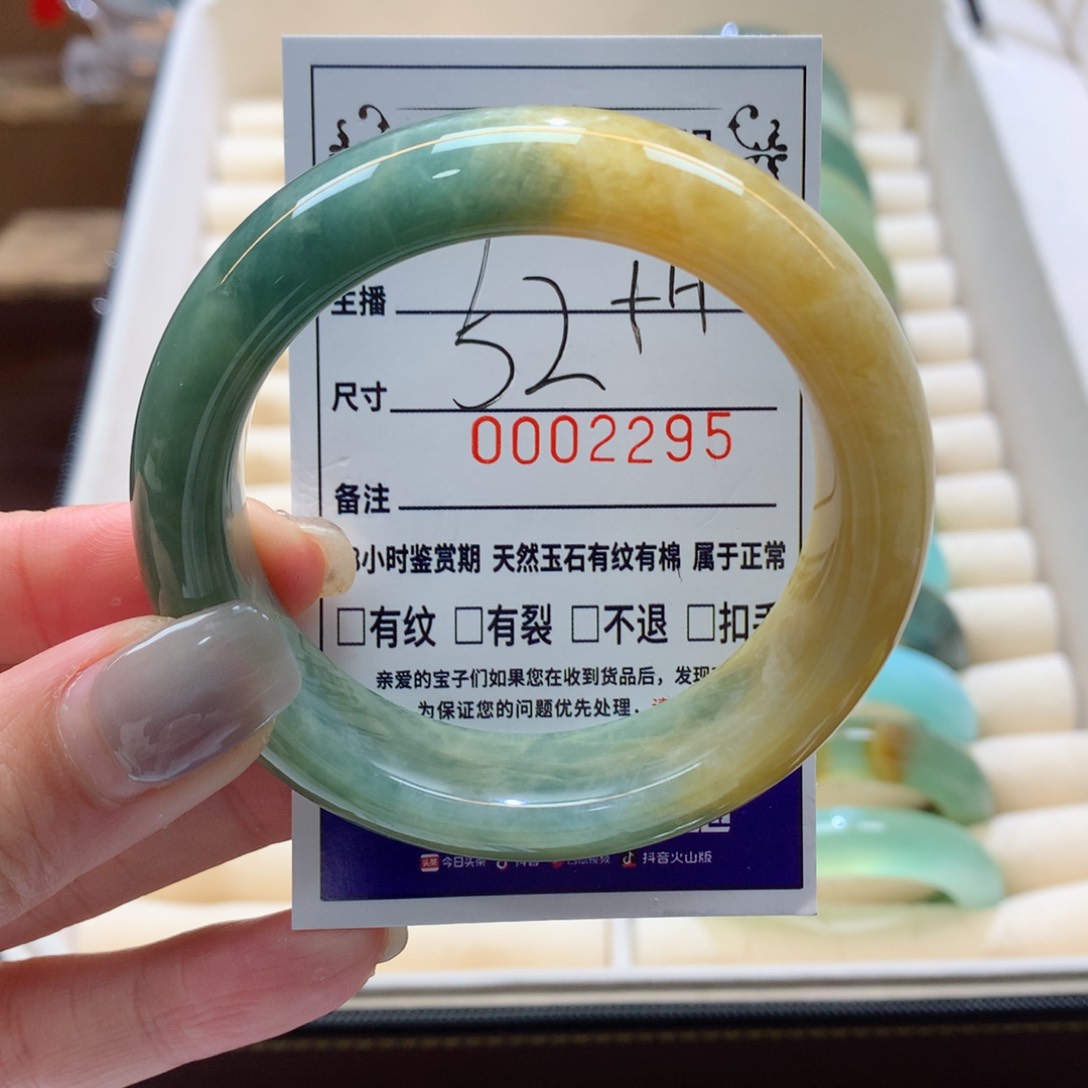 主播
52+H
尺寸
0002295
备注
小时鉴赏期 天然玉石有纹有棉 属于正常
□有纹 □有裂 □不退 □扣
亲爱的宝子们如果您在收到货品后，发现
为保证您的问题优先处理，
今日头条 抖音 抖音火山版